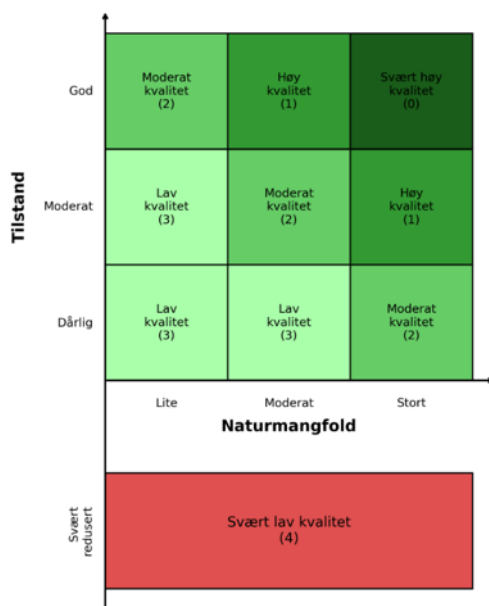 Tilstand
God
Moderat
kvalitet
(2)
Høy
kvalitet
(1)
Svært høy
kvalitet
(0)
Moderat
Lav
kvalitet
(3)
Moderat
kvalitet
(2)
Høy
kvalitet
(1)
Dårlig
Lav
kvalitet
(3)
Lav
kvalitet
(3)
Moderat
kvalitet
(2)
Lite
Moderat
Stort
Naturmangfold
Svært
redusert
Svært lav kvalitet
(4)